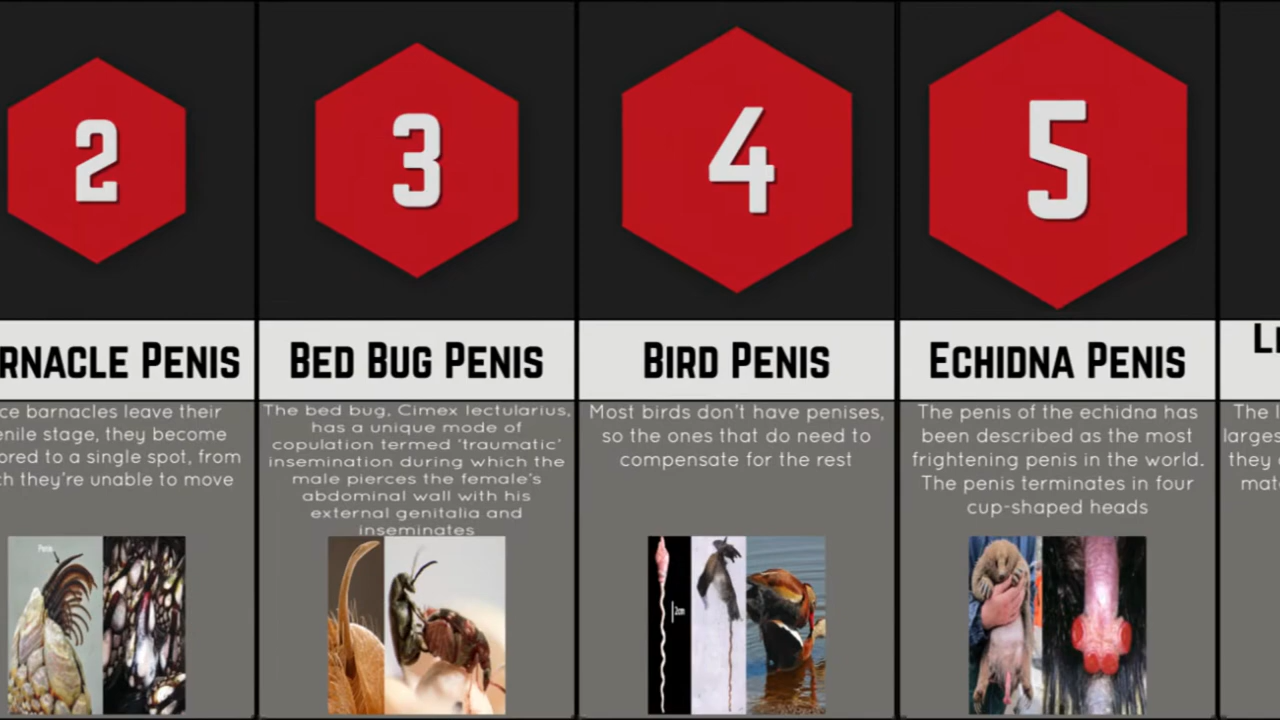 2
3
4
5
RNACLE PENIS
BED BUG PENIS
BIRD PENIS
ECHIDNA PENIS
ce barnacles leave their
enile stage, they become
ored to a single spot, from
ch they're unable to move
Penis
The bed bug, Cimex lectularius,
has a unique mode of
copulation termed 'traumatic'
insemination during which the
male pierces the female's
abdominal wall with his
external genitalia and
inseminates
Most birds don't have penises,
so the ones that do need to
compensate for the rest
2cm
The penis of the echidna has
been described as the most
frightening penis in the world.
The penis terminates in four
cup-shaped heads
The l
larges
they
mat